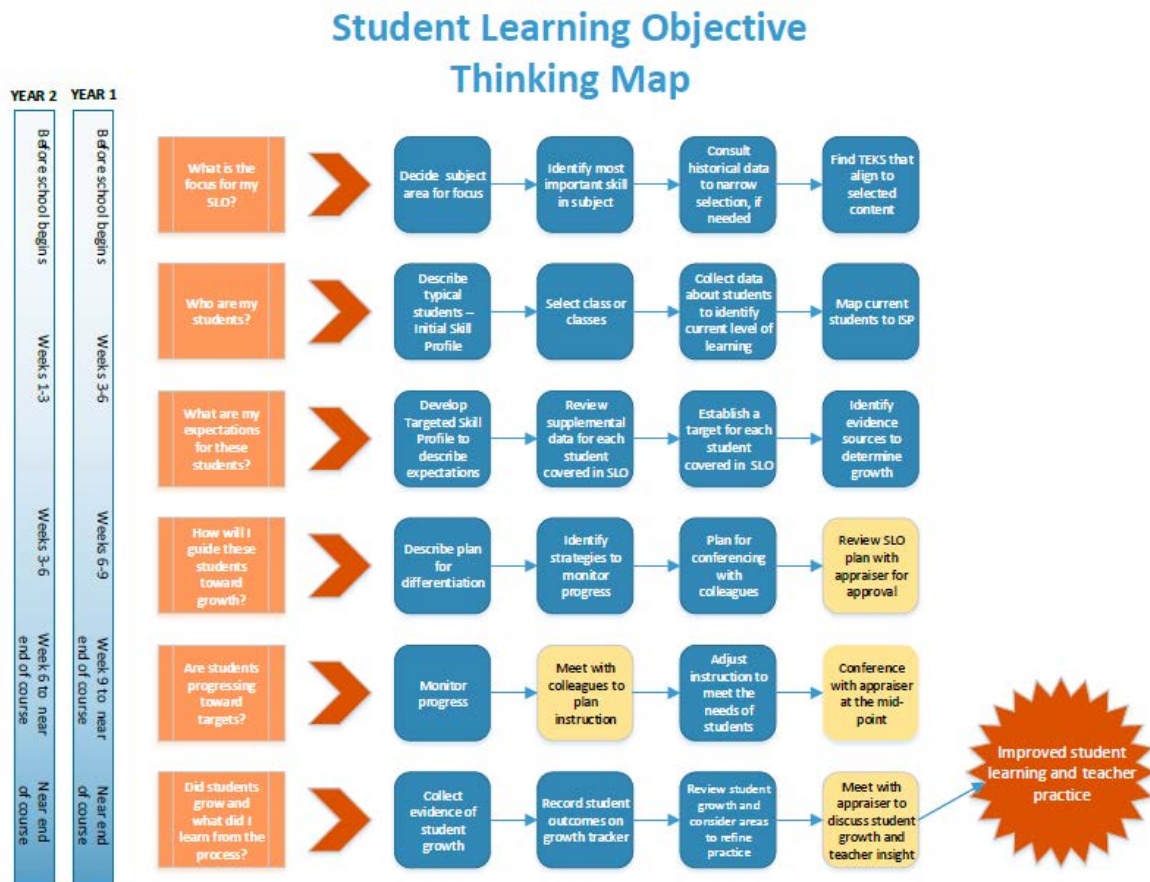 Student Learning Objective
Thinking Map
YEAR 2
YEAR 1
Before school begins
Weeks 1-3
Weeks 3-6
Week 6 to near
end of course
Near end
of course
Before school begins
Weeks 3-6
Weeks 6-9
Week 9 to near
end of course
Near end
of course
What is the
focus for my
SLO?
Decide subject
area for focus
Identify most
important skill
in subject
Consult
historical data
to narrow
selection, if
needed
Find TEKS that
align to
selected
content
Who are my
students?
Describe
typical
students –
Initial Skill
Profile
Select class or
classes
Collect data
about students
to identify
current level of
learning
Map current
students to ISP
What are my
expectations
for these
students?
Develop
Targeted Skill
Profile to
describe
expectations
Review
supplemental
data for each
student
covered in SLO
Establish a
target for each
student
covered in SLO
Identify
evidence
sources to
determine
growth
How will I
guide these
students
toward
growth?
Describe plan
for
differentiation
Identify
strategies to
monitor
progress
Plan for
conferencing
with
colleagues
Review SLO
plan with
appraiser for
approval
Are students
progressing
toward
targets?
Monitor
progress
Meet with
colleagues to
plan
instruction
Adjust
instruction to
meet the
needs of
students
Conference
with appraiser
at the mid-
point
Did students
grow and
what did I
learn from the
process?
Collect
evidence of
student
growth
Record student
outcomes on
growth tracker
Review student
growth and
consider areas
to refine
practice
Meet with
appraiser to
discuss student
growth and
teacher insight
Improved student
learning and teacher
practice